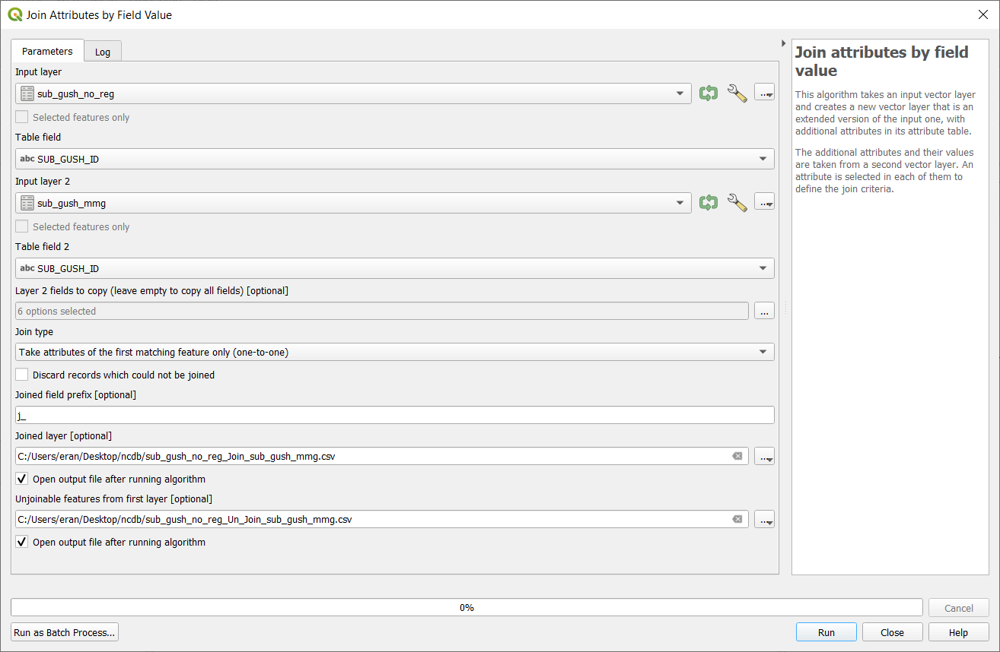 Join Attributes by Field Value
Parameters
Log
Input layer
sub_gush_no_reg
...
Selected features only
Table field
abc SUB_GUSH_ID
Input layer 2
sub_gush_mmg
...
Selected features only
Table field 2
abc SUB_GUSH_ID
Layer 2 fields to copy (leave empty to copy all fields) [optional]
6 options selected
...
Join type
Take attributes of the first matching feature only (one-to-one)
Discard records which could not be joined
Joined field prefix [optional]
j_
Joined layer [optional]
C:/Users/eran/Desktop/ncdb/sub_gush_no_reg_Join_sub_gush_mmg.csv
...
Open output file after running algorithm
Unjoinable features from first layer [optional]
C:/Users/eran/Desktop/ncdb/sub_gush_no_reg_Un_Join_sub_gush_mmg.csv
...
Open output file after running algorithm
Join attributes by field
value
This algorithm takes an input vector layer
and creates a new vector layer that is an
extended version of the input one, with
additional attributes in its attribute table.
The additional attributes and their values
are taken from a second vector layer. An
attribute is selected in each of them to
define the join criteria.
0%
Cancel
Run as Batch Process...
Run
Close
Help